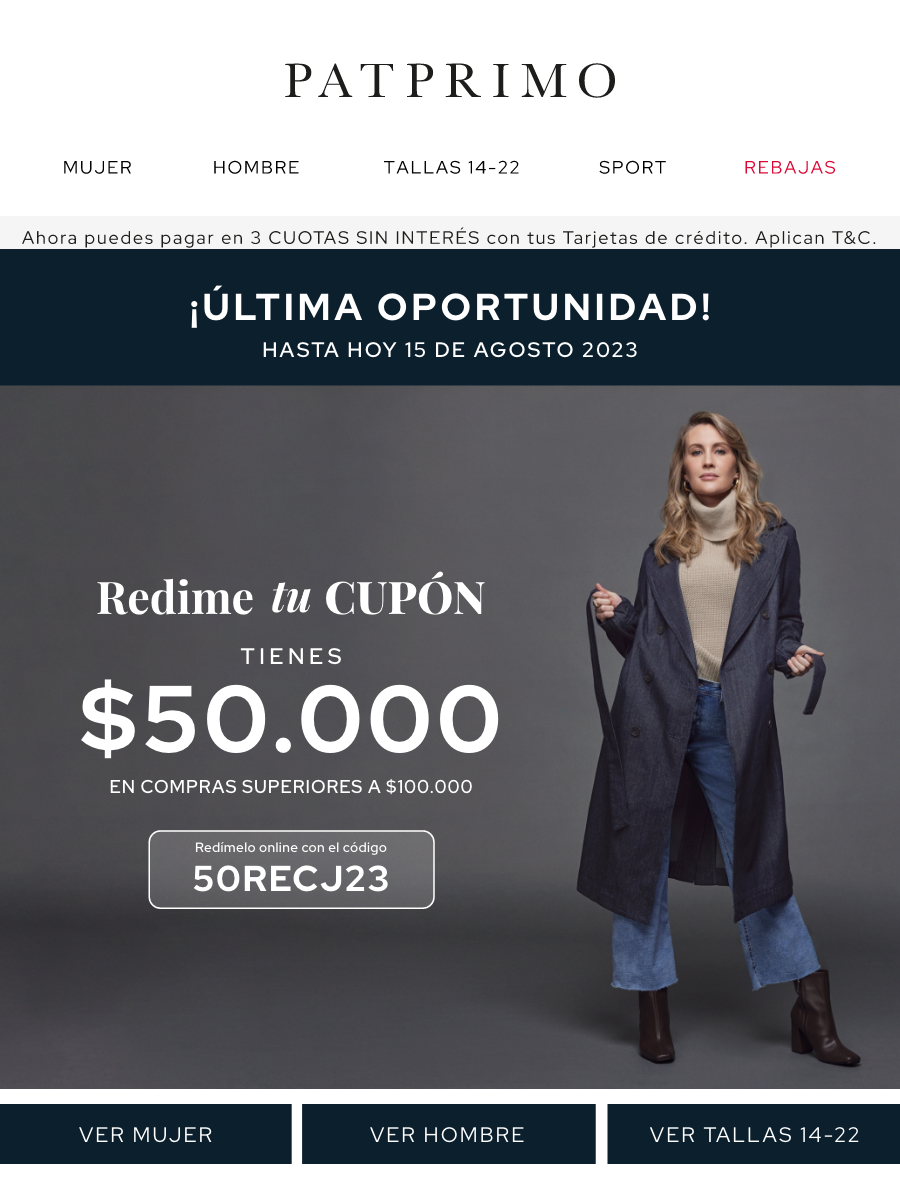 PATPRIMO
MUJER HOMBRE TALLAS 14-22 SPORT REBAJAS
Ahora puedes pagar en 3 CUOTAS SIN INTERÉS con tus Tarjetas de crédito. Aplican T&C.
¡ÚLTIMA OPORTUNIDAD!
HASTA HOY 15 DE AGOSTO 2023
Redime tu CUPÓN
TIENES
$50.000
EN COMPRAS SUPERIORES A $100.000
Redímelo online con el código
50RECJ23
VER MUJER VER HOMBRE VER TALLAS 14-22